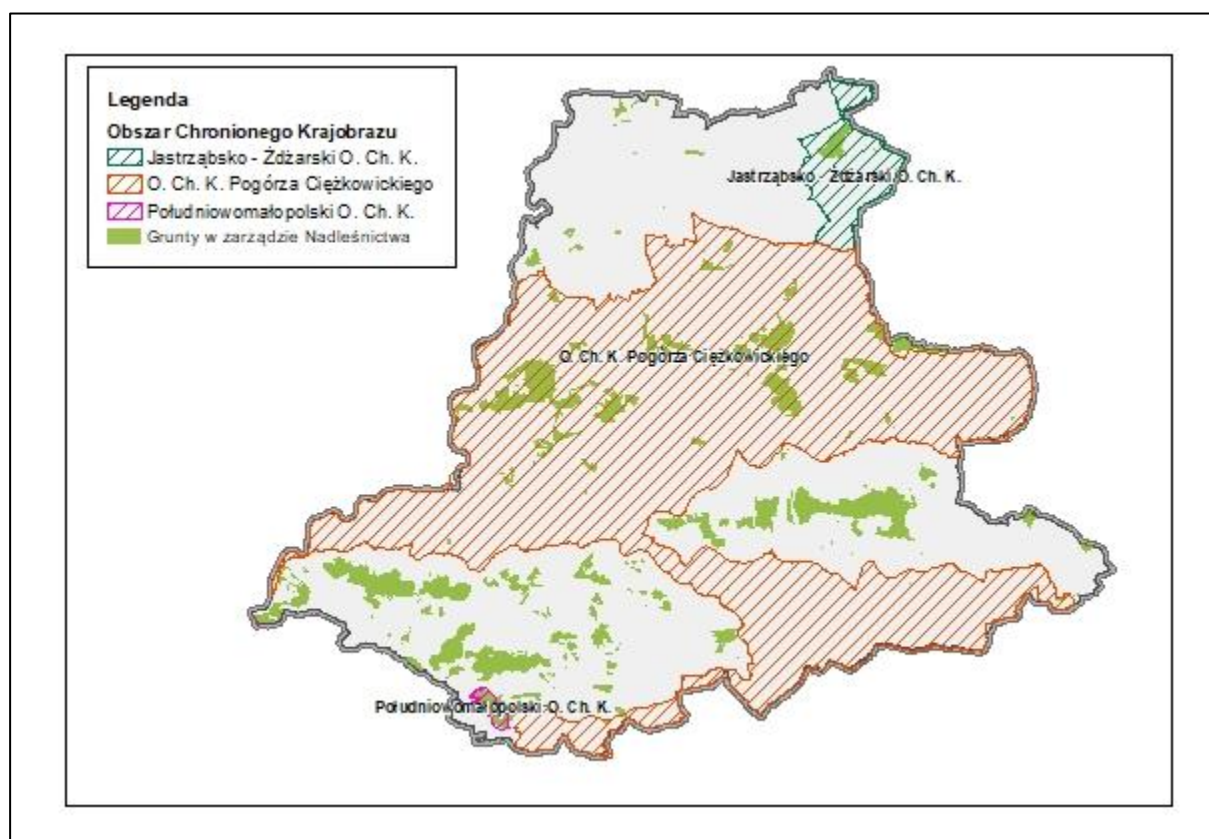 Legenda
Obszar Chronionego Krajobrazu
Jastrząbsko - Żdżarski O. Ch. K.
O. Ch. K. Pogórza Ciężkowickiego
Południowomałopolski O. Ch. K.
Grunty w zarządzie Nadleśnictwa
Jastrząbsko - Żdżarski O. Ch. K.
O. Ch. K. Pogórza Ciężkowickiego
Południowomałopolski O. Ch. K.